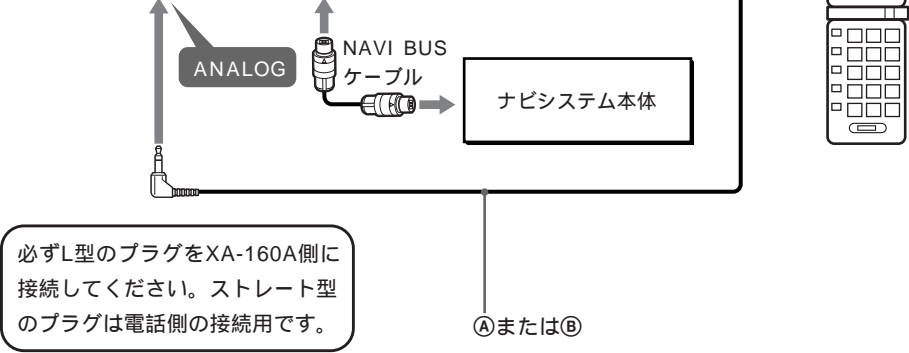 NAVI BUS
ケーブル
ANALOG
ナビシステム本体
必ずL型のプラグをXA-160A側に
接続してください。ストレート型
のプラグは電話側の接続用です。
ⒶまたはⒷ